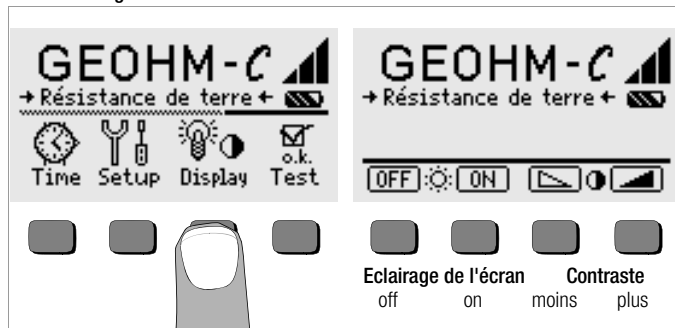 GEOHM-C
→Résistance de terre←
Time Setup Display o.k. Test
GEOHM-C
→Résistance de terre←
OFF ON
Eclairage de l'écran Contraste
off on moins plus